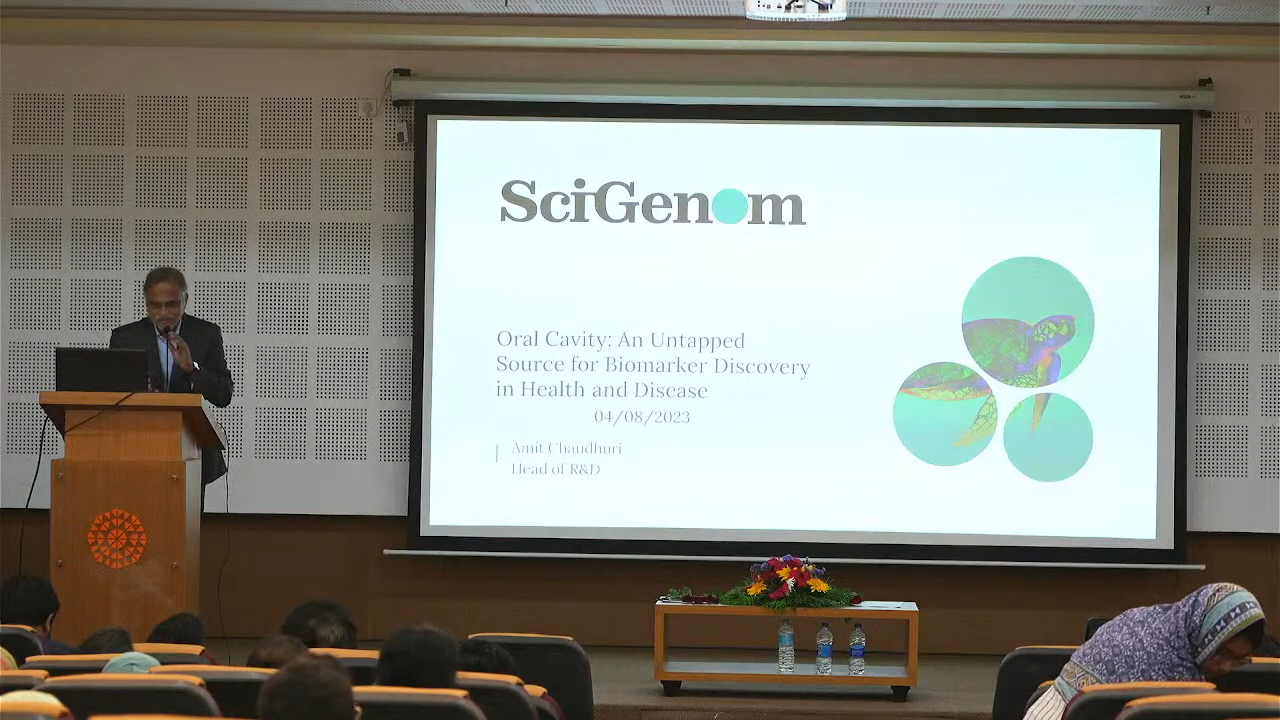 SciGenom
Oral Cavity: An Untapped
Source for Biomarker Discovery
in Health and Disease
04/08/2023
Amit Chaudhuri
Head of R&D